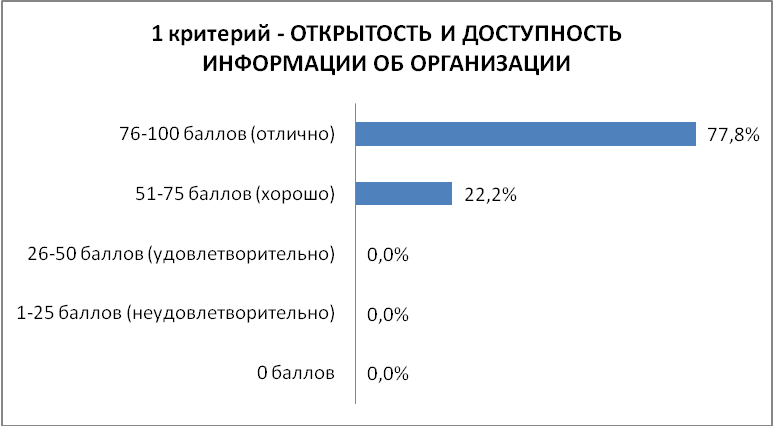 1 критерий - ОТКРЫТОСТЬ И ДОСТУПНОСТЬ
ИНФОРМАЦИИ ОБ ОРГАНИЗАЦИИ
76-100 баллов (отлично) 77,8%
51-75 баллов (хорошо) 22,2%
26-50 баллов (удовлетворительно) 0,0%
1-25 баллов (неудовлетворительно) 0,0%
0 баллов 0,0%